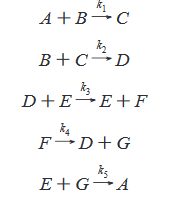 A + B →k₁ C
B + C →k₂ D
D + E →k₃ E + F
F →k₄ D + G
E + G →k₅ A